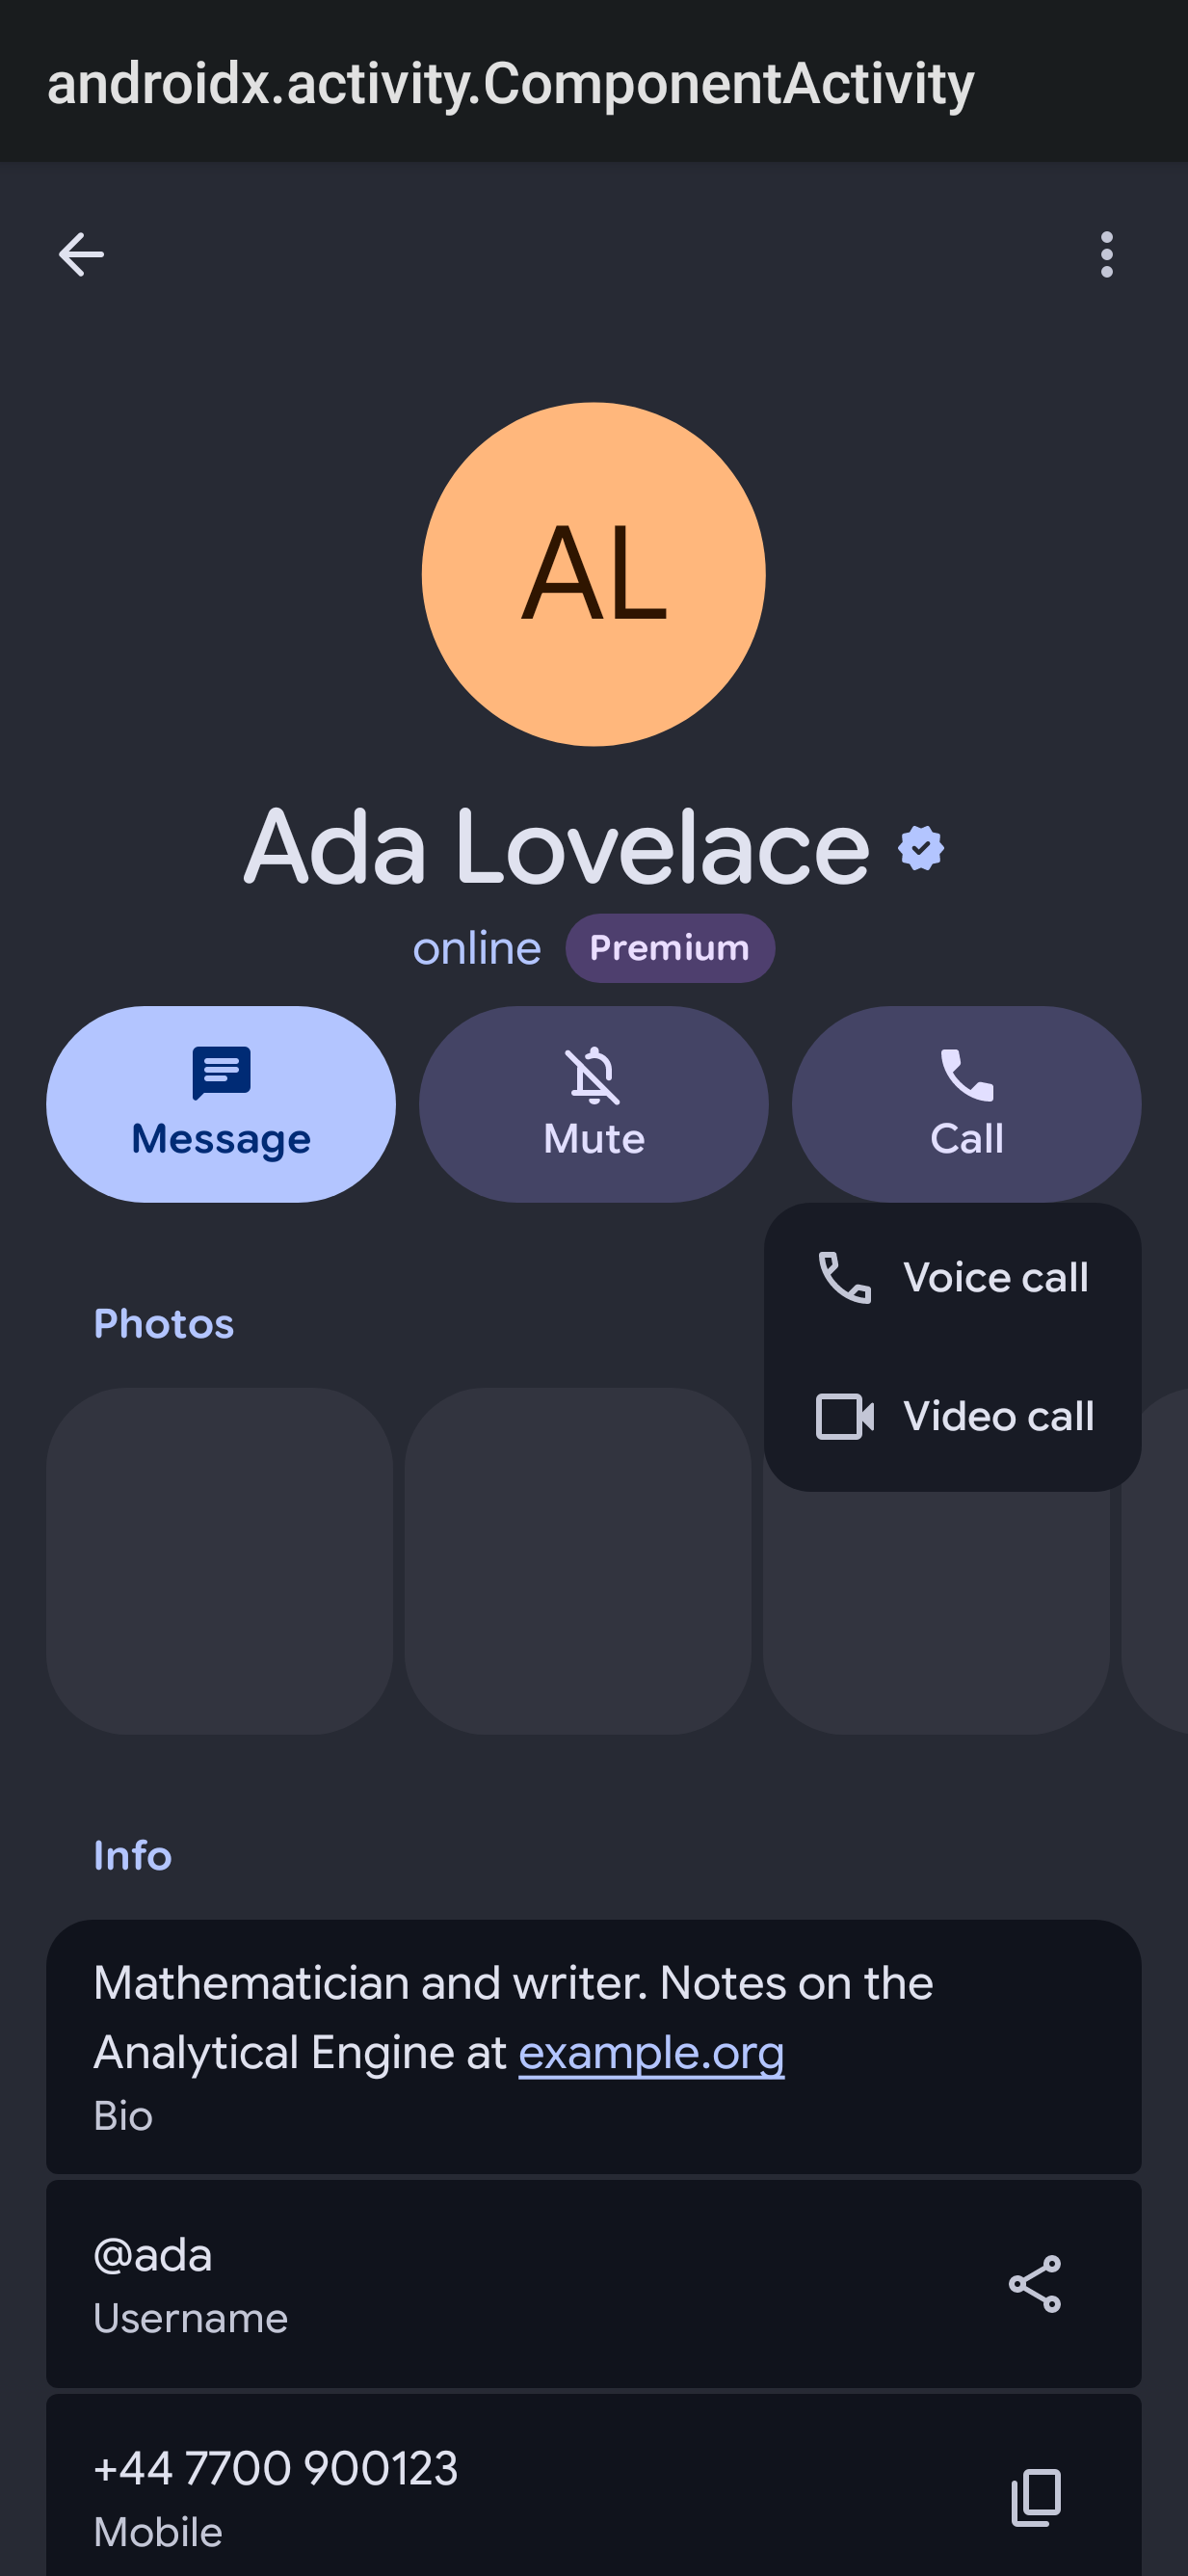 androidx.activity.ComponentActivity
AL
Ada Lovelace
online Premium
Message Mute Call
Voice call
Photos
Video call
Info
Mathematician and writer. Notes on the
Analytical Engine at example.org
Bio
@ada
Username
+44 7700 900123
Mobile